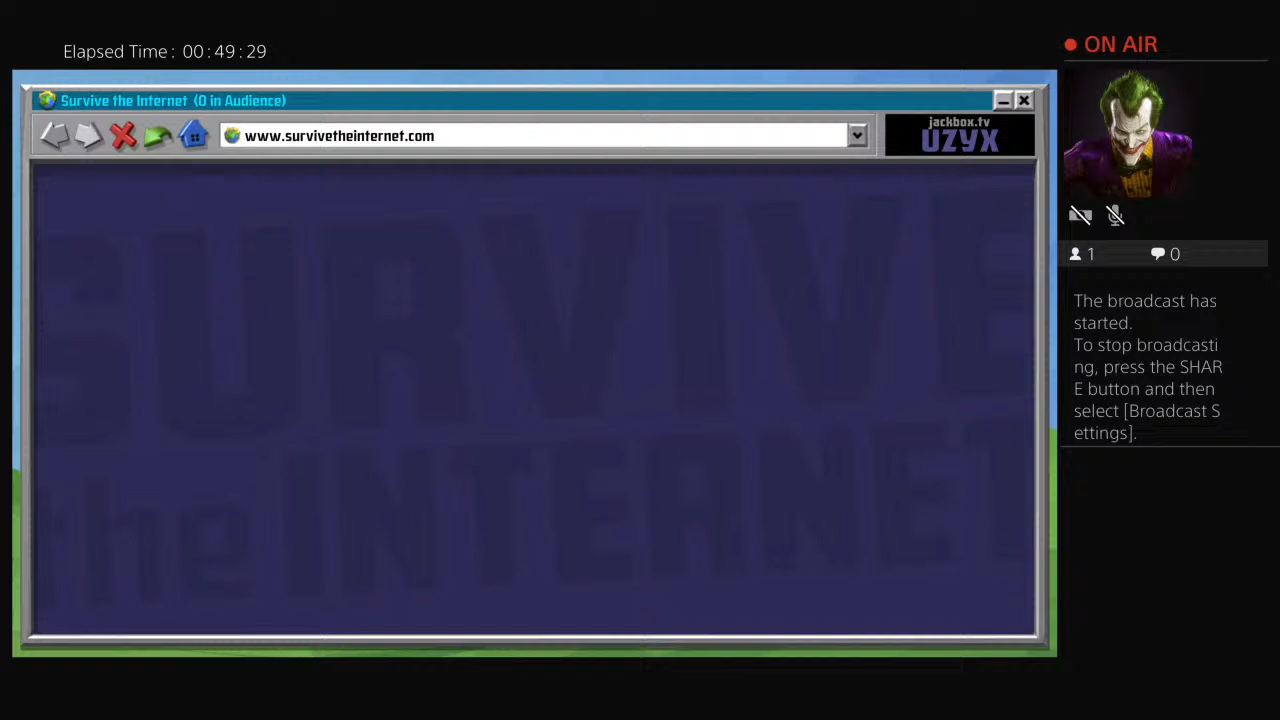 Elapsed Time: 00:49:29
ON AIR
Survive the Internet (0 in Audience)
www.survivetheinternet.com
jackbox.tv
UZYX
1
0
The broadcast has
started.
To stop broadcasti
ng, press the SHAR
E button and then
select [Broadcast S
ettings].
SURVIVE
the INTERNET